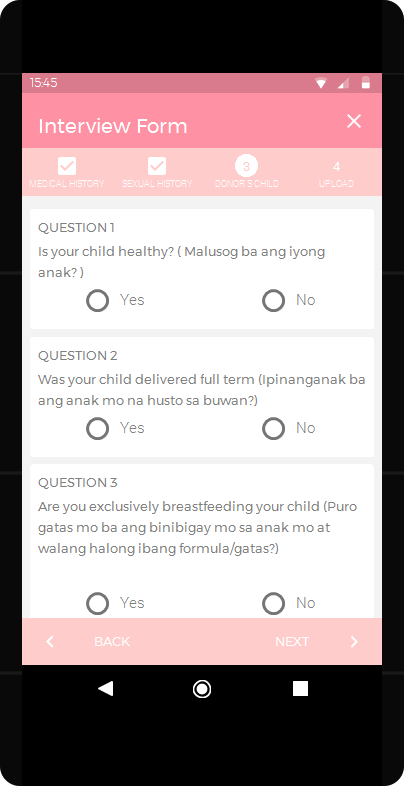 15:45
Interview Form
3
4
MEDICAL HISTORY
SEXUAL HISTORY
DONOR'S CHILD
UPLOAD
QUESTION 1
Is your child healthy? ( Malusog ba ang iyong
anak? )
Yes
No
QUESTION 2
Was your child delivered full term (Ipinanganak ba
ang anak mo na husto sa buwan?)
Yes
No
QUESTION 3
Are you exclusively breastfeeding your child (Puro
gatas mo ba ang binibigay mo sa anak mo at
walang halong ibang formula/gatas?)
Yes
No
BACK
NEXT